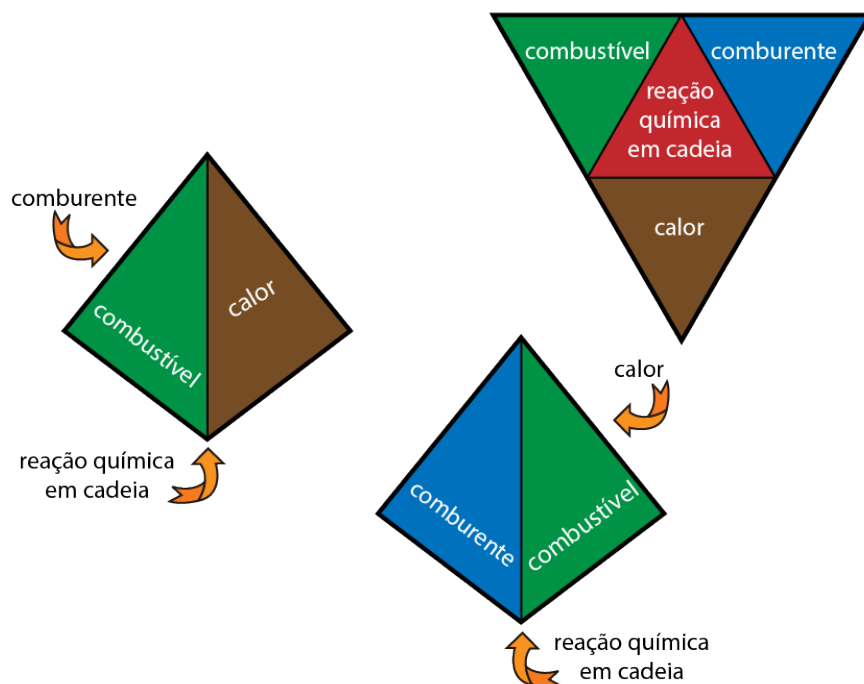 combustível
comburente
reação
química
em cadeia
calor
comburente
combustível
calor
reação química
em cadeia
calor
comburente
combustível
reação química
em cadeia